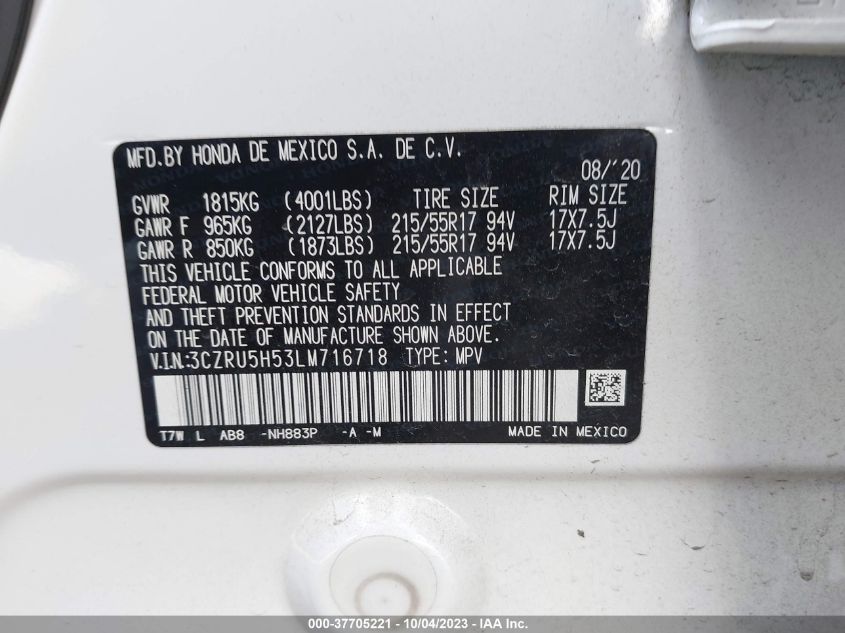 MFD.BY HONDA DE MEXICO S.A. DE C.V.
08/'20
GVWR 1815KG (4001LBS) TIRE SIZE RIM SIZE
GAWR F 965KG (2127LBS) 215/55R17 94V 17X7.5J
GAWR R 850KG (1873LBS) 215/55R17 94V 17X7.5J
THIS VEHICLE CONFORMS TO ALL APPLICABLE
FEDERAL MOTOR VEHICLE SAFETY
AND THEFT PREVENTION STANDARDS IN EFFECT
ON THE DATE OF MANUFACTURE SHOWN ABOVE.
V.I.N:3CZRU5H53LM716718 TYPE: MPV
T7W L AB8 -NH883P -A -M MADE IN MEXICO
000-37705221 - 10/04/2023 - IAAI Inc.